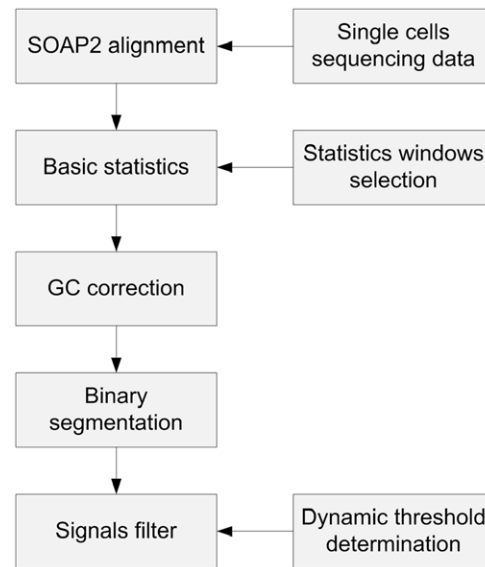 SOAP2 alignment
Single cells
sequencing data
Basic statistics
Statistics windows
selection
GC correction
Binary
segmentation
Signals filter
Dynamic threshold
determination